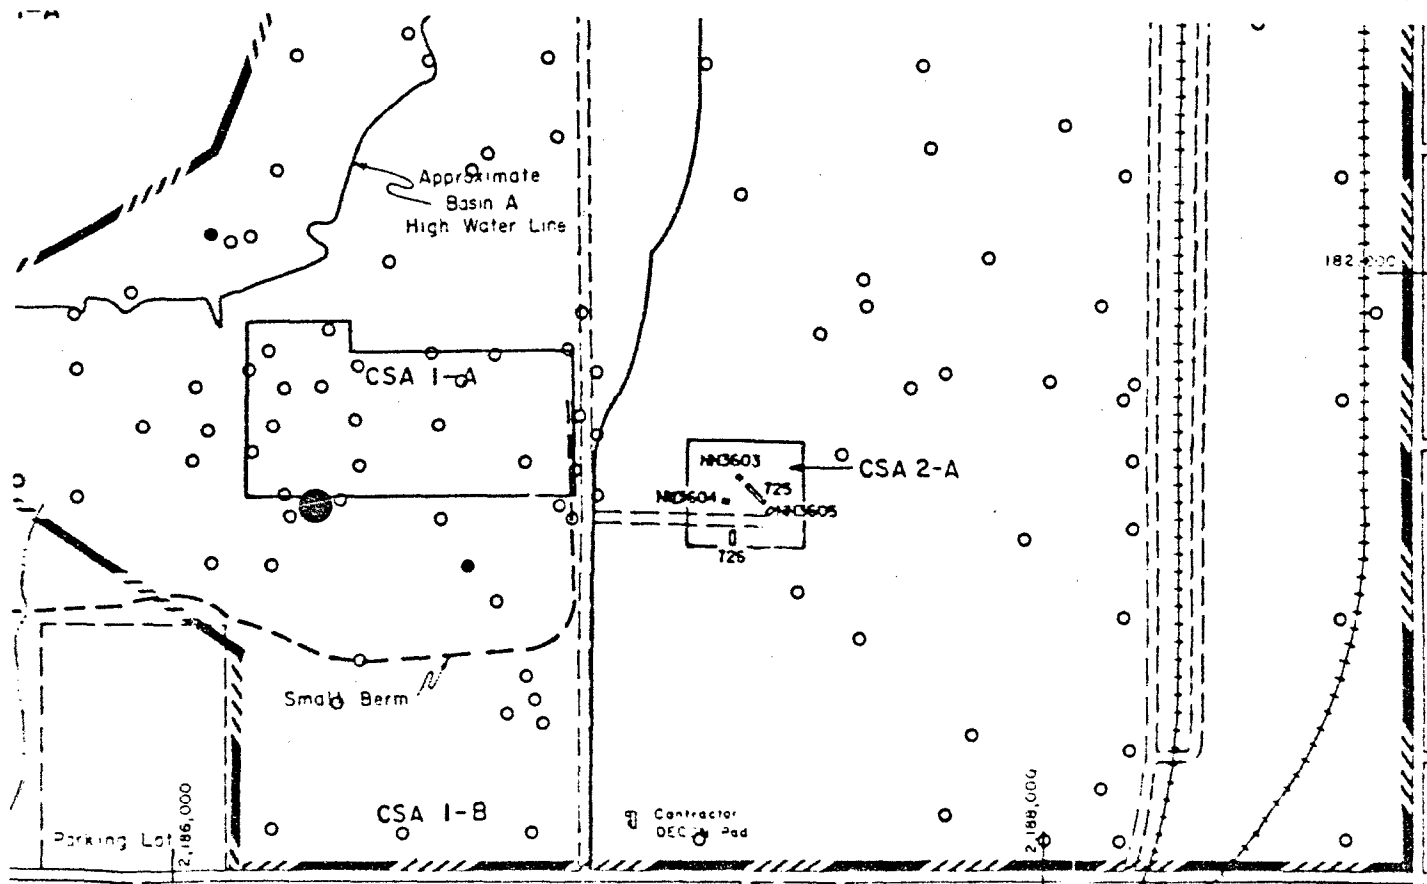 Approximate
Basin A
High Water Line
182,000
CSA 1-A
CSA 2-A
NN3603
T25
NN3604
NN3605
T26
Small Berm
2,186,000
2,188,000
CSA 1-B
Contractor
Pad
Parking Lot